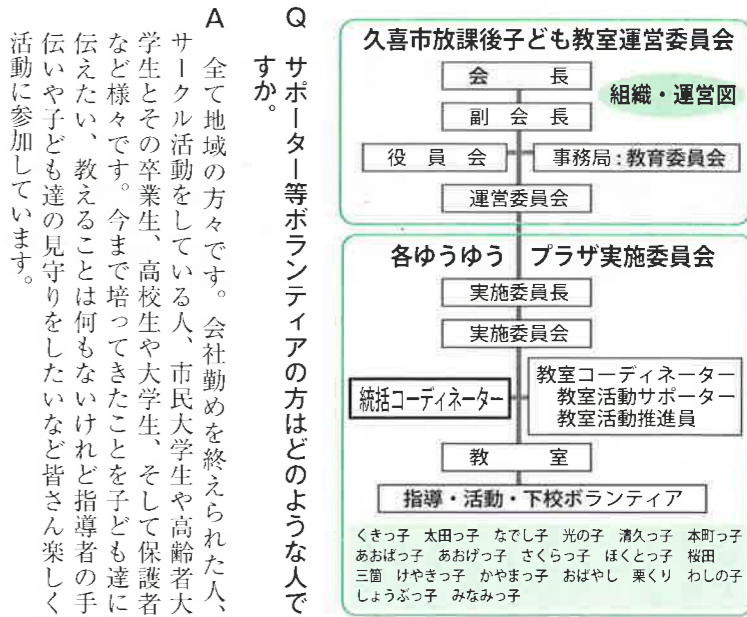 久喜市放課後子ども教室運営委員会
組織・運営図
会　長
副会長
役員会
事務局:教育委員会
運営委員会
各ゆうゆうプラザ実施委員会
実施委員長
実施委員会
統括コーディネーター
教室コーディネーター
教室活動サポーター
教室活動推進員
教　室
指導・活動・下校ボランティア
くきっ子　太田っ子　なでし子　光の子　清久っ子　本町っ子
あおばっ子　あおげっ子　さくらっ子　ほくとっ子　桜田
三箇　けやきっ子　かやまっ子　おばやし　栗くり　わしの子
しょうぶっ子　みなみっ子
Q　サポーター等ボランティアの方はどのような人で
すか。
A　全て地域の方々です。会社勤めを終えられた人、
サークル活動をしている人、市民大学生や高齢者大
学生とその卒業生、高校生や大学生、そして保護者
など様々です。今まで培ってきたことを子ども達に
伝えたい、教えることは何もないけれど指導者の手
伝いや子ども達の見守りをしたいなど皆さん楽しく
活動に参加しています。